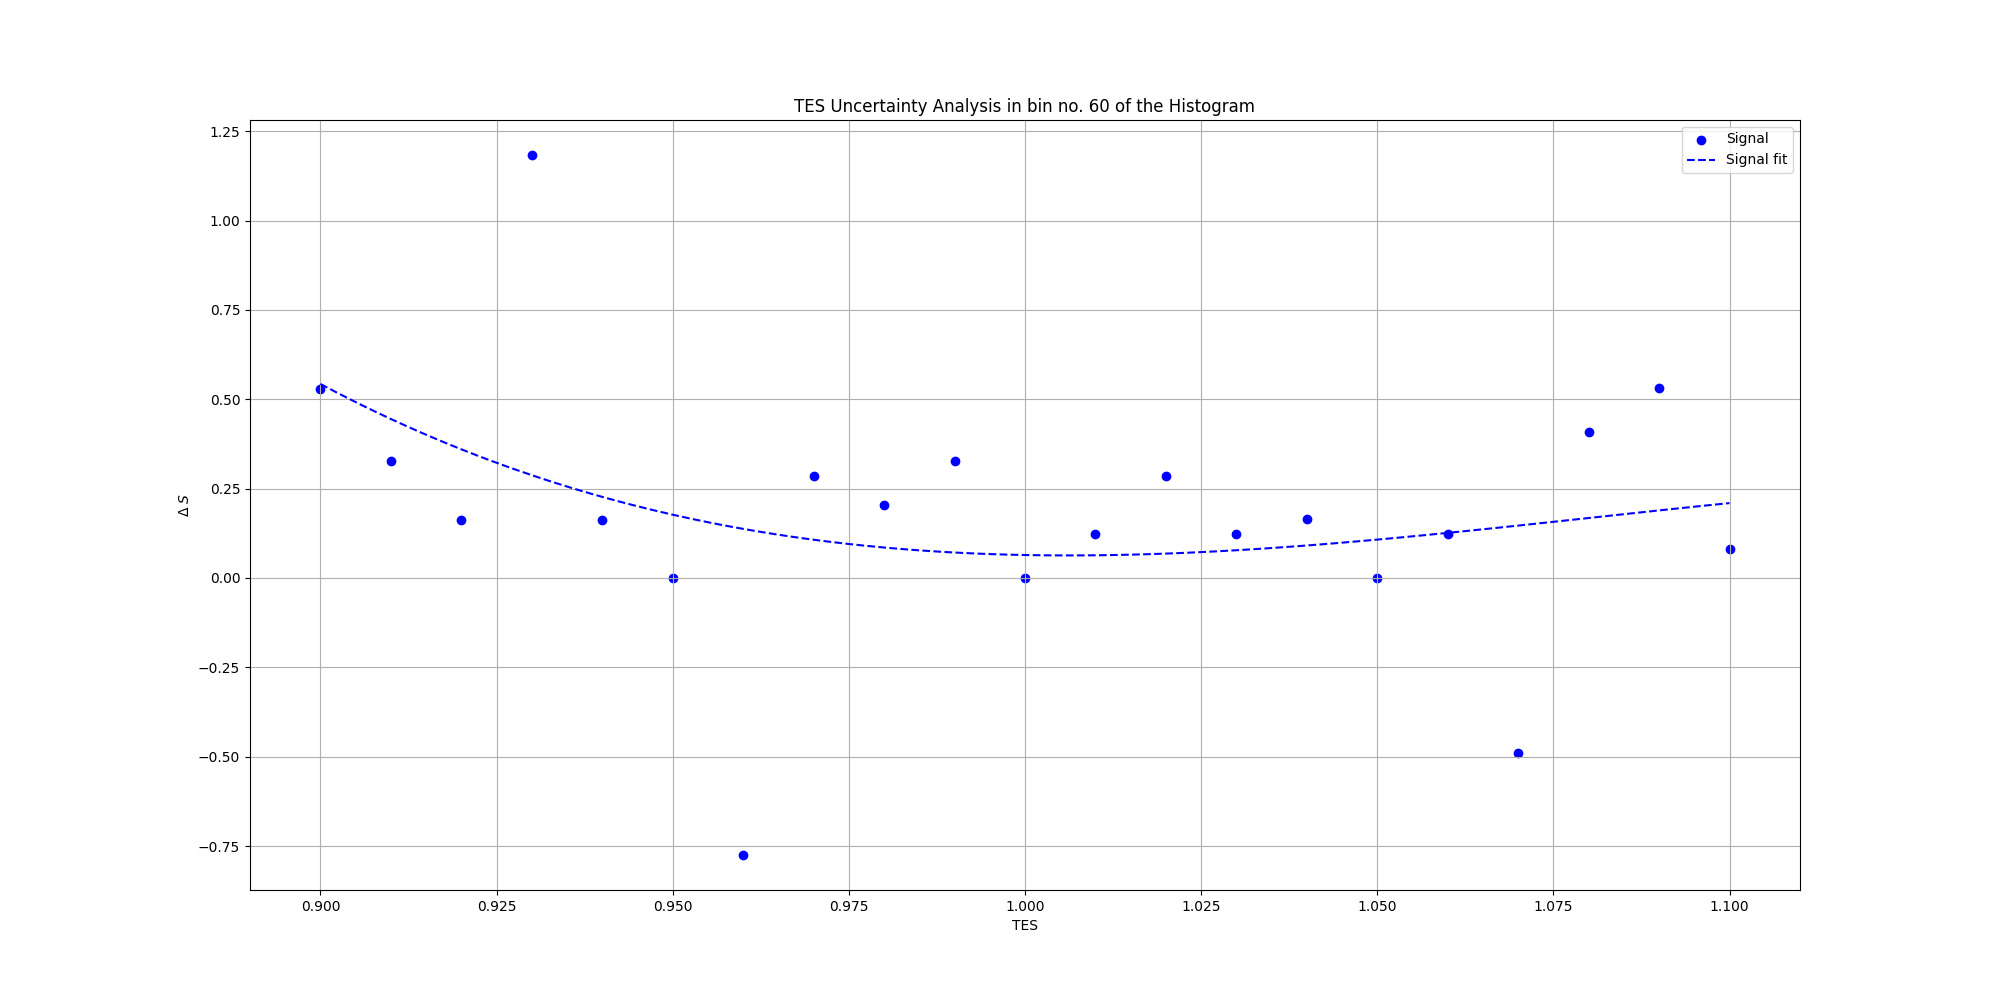 TES Uncertainty Analysis in bin no. 60 of the Histogram
Signal
Signal fit
1.25
1.00
0.75
0.50
0.25
0.00
−0.25
−0.50
−0.75
Δ S
0.900 0.925 0.950 0.975 1.000 1.025 1.050 1.075 1.100
TES